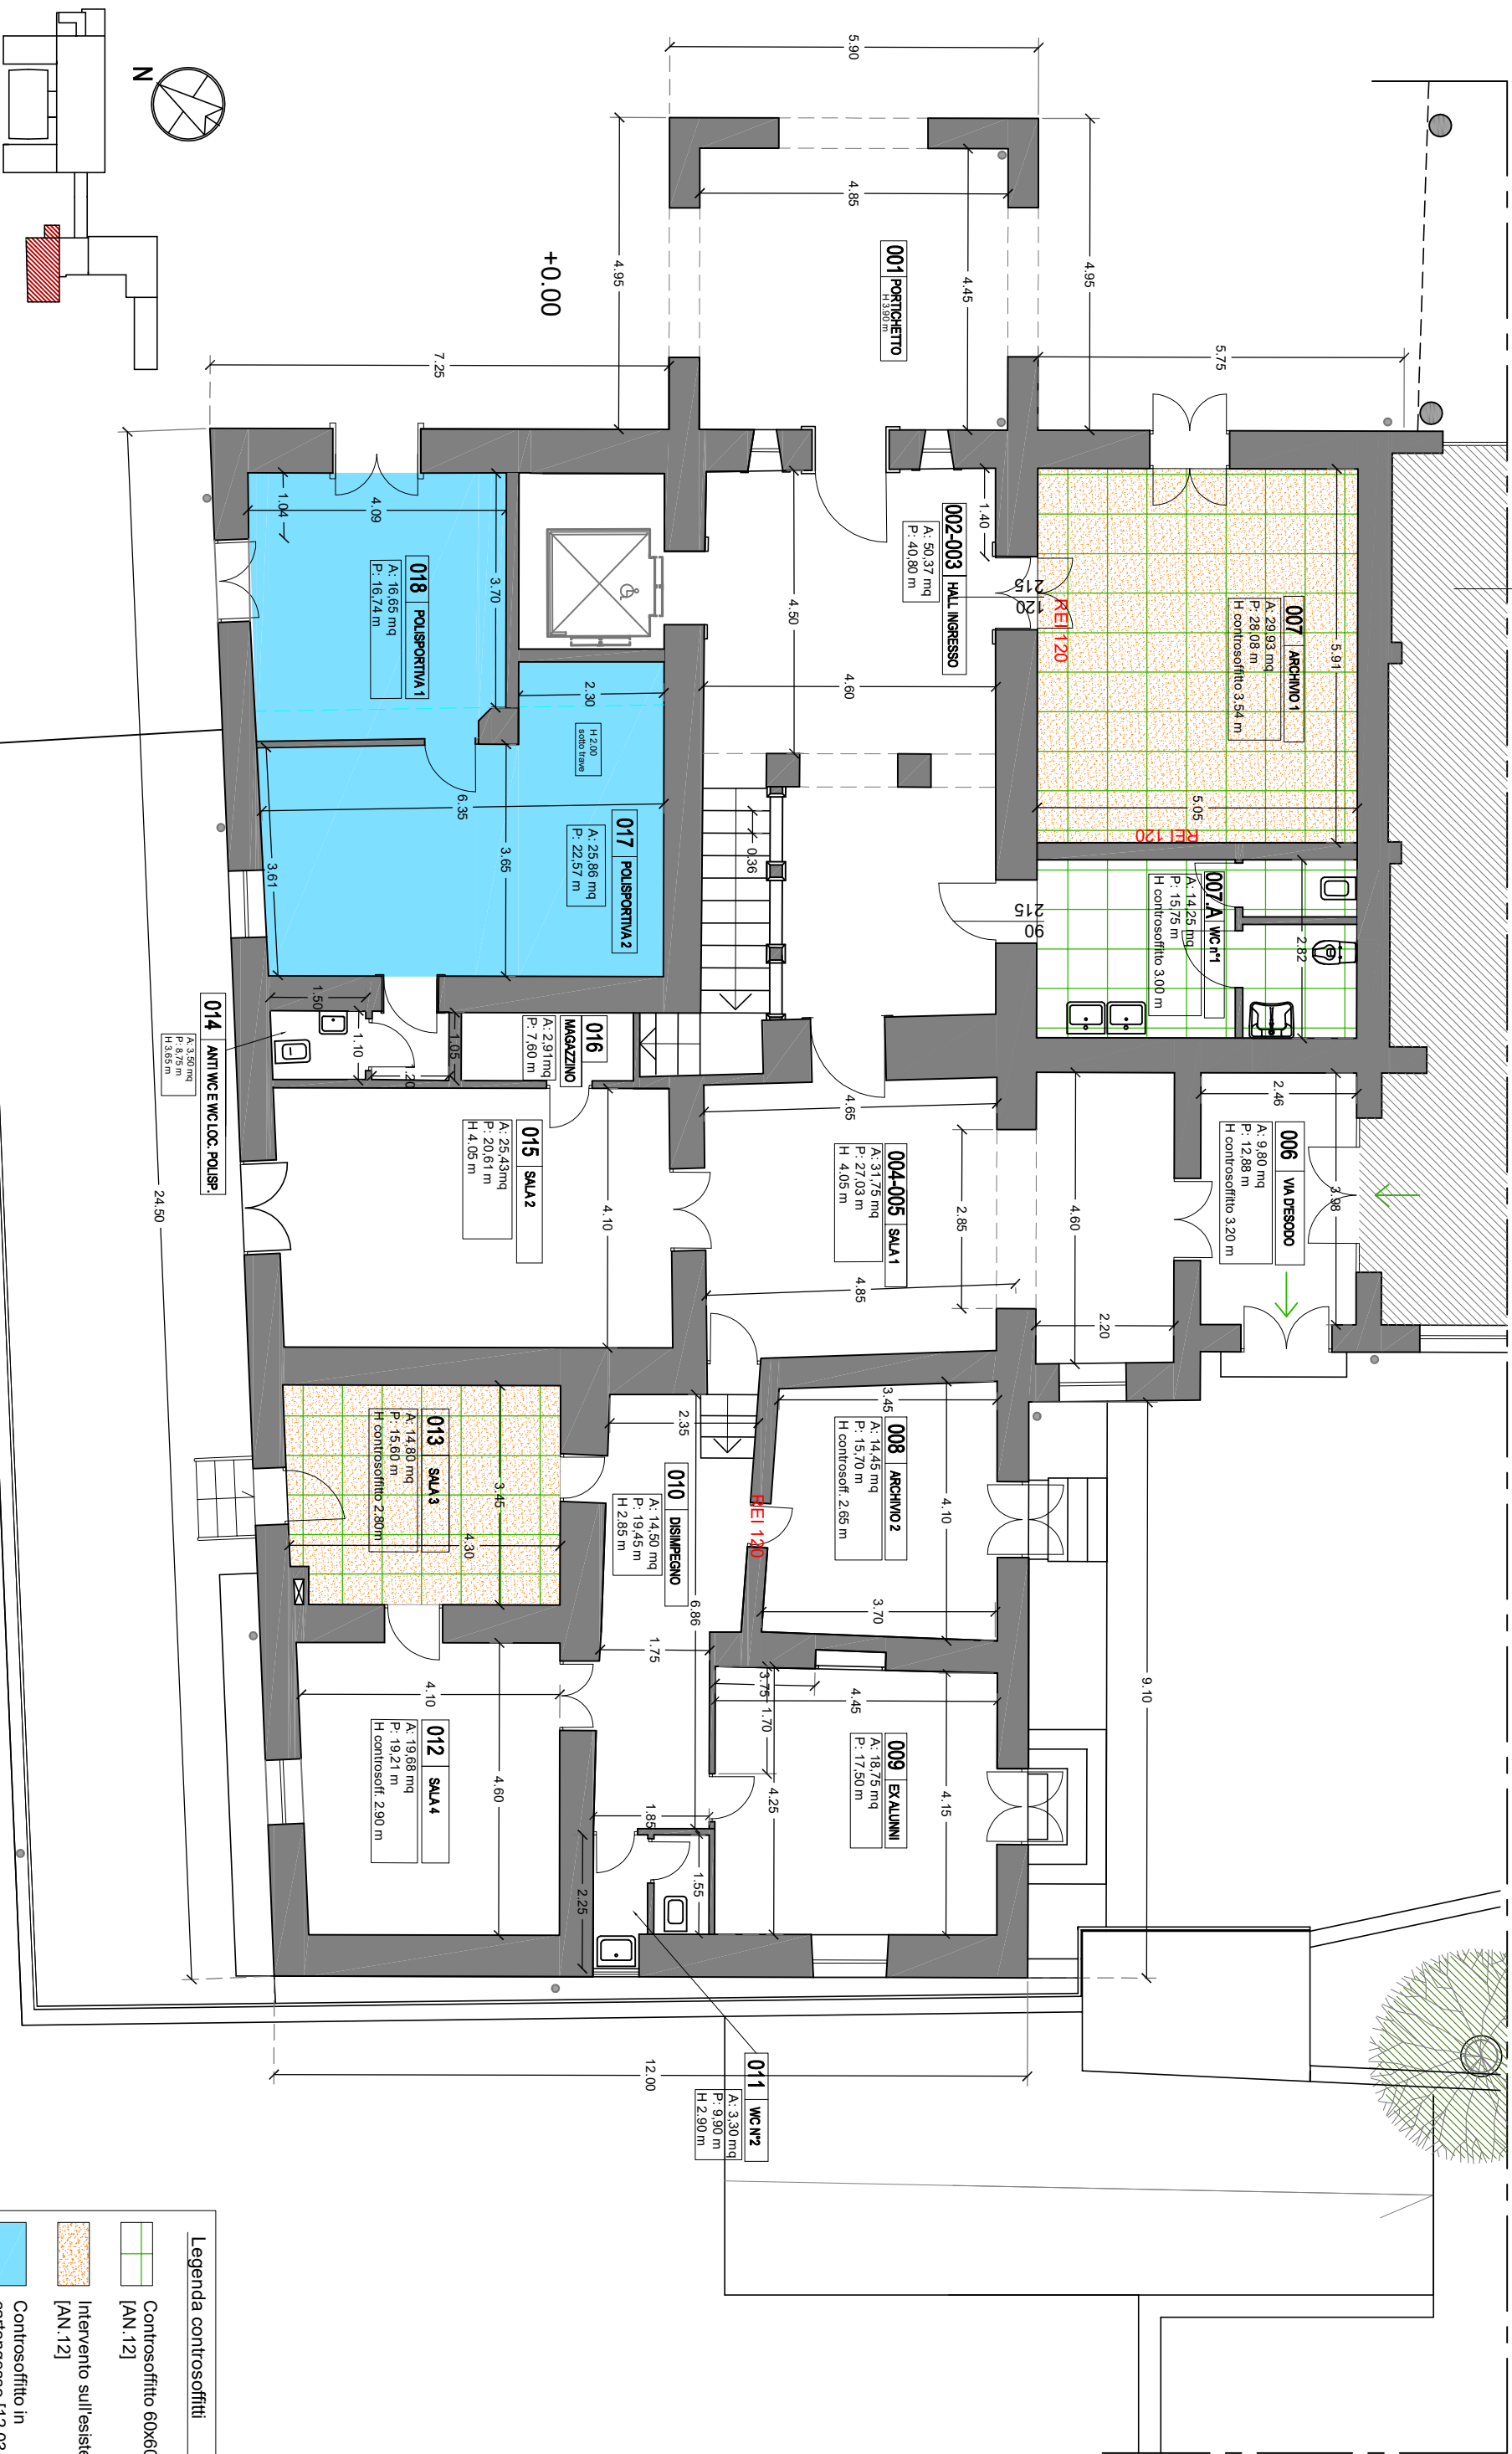 5.90
4.95
4.85
4.45
4.95
5.75
N
+0.00
7.25
001 PORTICHETTO
H 3.90 m
1.04
4.09
3.70
018 POLISPORTIVA 1
A: 16,65 mq
P: 16,74 m
4.50
1.40
002-003 HALL INGRESSO
A: 50,37 mq
P: 40,80 m
215
120
REI 120
007 ARCHIVIO 1
A: 29,93 mq
P: 28,08 m
H controsoffitto 3,54 m
5.91
5.05
REI 120
4.60
2.30
H 2.00
sotto trave
6.35
3.65
3.61
017 POLISPORTIVA 2
A: 25,86 mq
P: 22,57 m
0.36
215
90
007.A WC n°1
A: 14,25 mq
P: 15,75 m
H controsoffitto 3.00 m
2.82
014 ANTI WC E WC LOC. POLISP.
A: 3,50 mq
P: 8,75 m
H 3.65 m
1.50
1.10
1.05
016
MAGAZZINO
A: 2,91mq
P: 7,60 m
015 SALA 2
A: 25,43mq
P: 20,61 m
H 4.05 m
4.10
4.65
004-005 SALA 1
A: 31,75 mq
P: 27,03 m
H 4.05 m
2.85
4.85
4.60
2.20
2.46
006 VIA D'ESODO
A: 9,80 mq
P: 12,88 m
H controsoffitto 3.20 m
3.98
24.50
013 SALA 3
A: 14,80 mq
P: 15,60 m
H controsoffitto 2.80m
3.45
4.30
2.35
010 DISIMPEGNO
A: 14,50 mq
P: 19,45 m
H 2.85 m
REI 120
6.86
3.45
008 ARCHIVIO 2
A: 14,45 mq
P: 15,70 m
H controsoff. 2.65 m
4.10
3.70
1.75
3.75
1.70
4.45
009 EX ALUNNI
A: 18,75 mq
P: 17,50 m
4.25
4.15
9.10
4.10
012 SALA 4
A: 19,68 mq
P: 19,21 m
H controsoff. 2.90 m
4.60
1.85
1.55
2.25
12.00
011 WC N°2
A: 3,30 mq
P: 9,90 m
H 2.90 m
Legenda controsoffitti
Controsoffitto 60x60
[AN.12]
Intervento sull'esiste
[AN.12]
Controsoffitto in